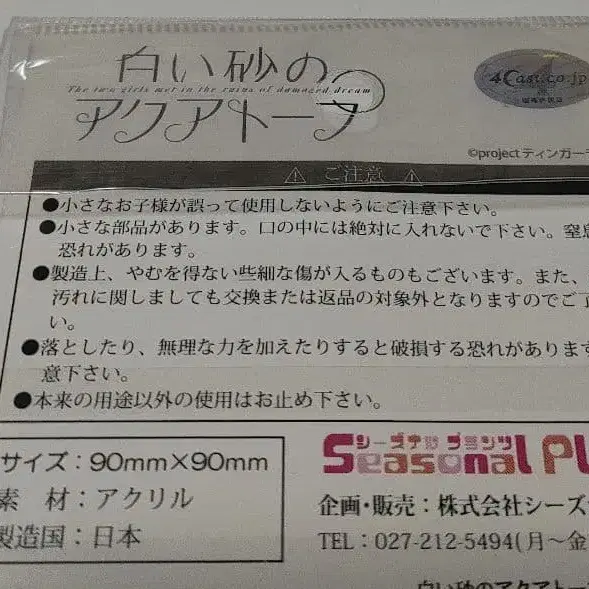 白い砂の
The two girls met in the ruins of damaged dream
アクアトープ
4Cast.co.jp
©projectティンガー
⚠ ご注意 ⚠
●小さなお子様が誤って使用しないようにご注意下さい。
●小さな部品があります。口の中には絶対に入れないで下さい。窒息
恐れがあります。
●製造上、やむを得ない些細な傷が入るものもございます。また、
汚れに関しましても交換または返品の対象外となりますのでご了
い。
●落としたり、無理な力を加えたりすると破損する恐れがあります
意下さい。
●本来の用途以外の使用はお止め下さい。
サイズ：90mm×90mm
素 材：アクリル
製造国：日本
シーズナル プランツ
Seasonal Pl
企画・販売：株式会社シーズ
TEL：027-212-5494(月～金
白い砂のアクアトー